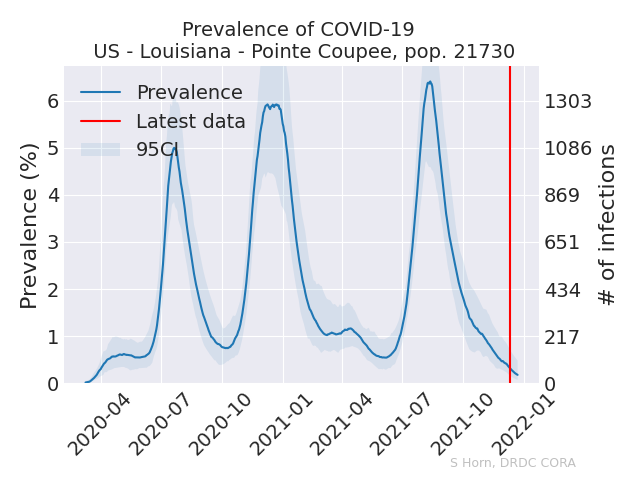 Prevalence of COVID-19
US - Louisiana - Pointe Coupee, pop. 21730
Prevalence
Latest data
95CI
Prevalence (%)
6
5
4
3
2
1
0
1303
1086
869
651
434
217
0
# of infections
2020-04
2020-07
2020-10
2021-01
2021-04
2021-07
2021-10
2022-01
S Horn, DRDC CORA